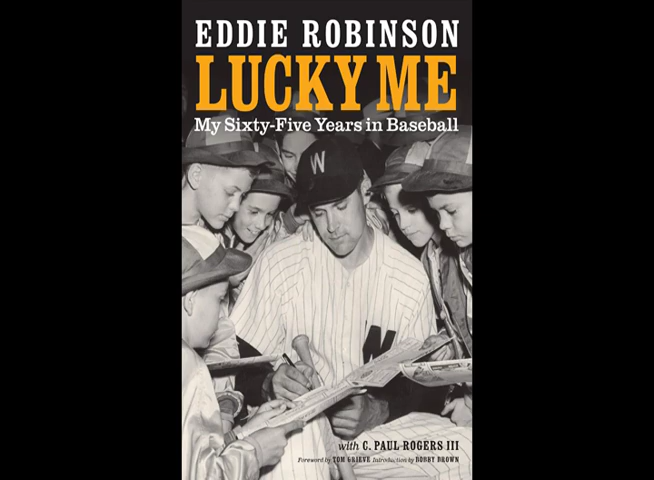 EDDIE ROBINSON
LUCKY ME
My Sixty-Five Years in Baseball
W
W
with C. PAUL ROGERS III
Foreword by TOM GRIEVE Introduction by BOBBY BROWN